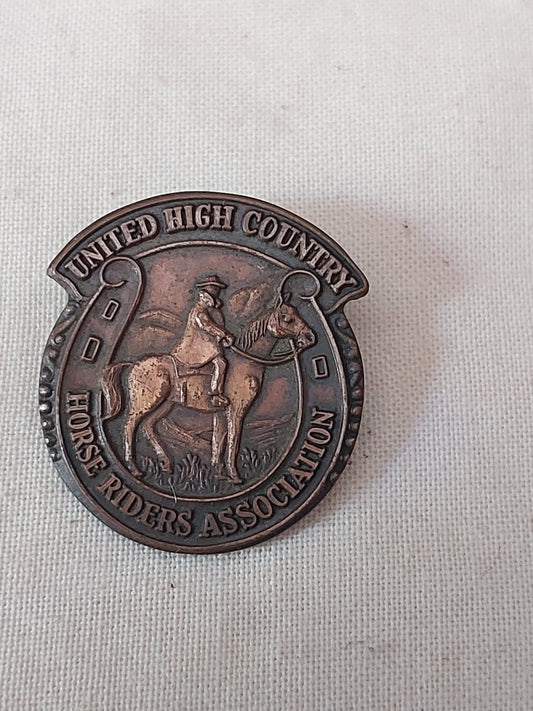 UNITED HIGH COUNTRY
HORSE RIDERS ASSOCIATION